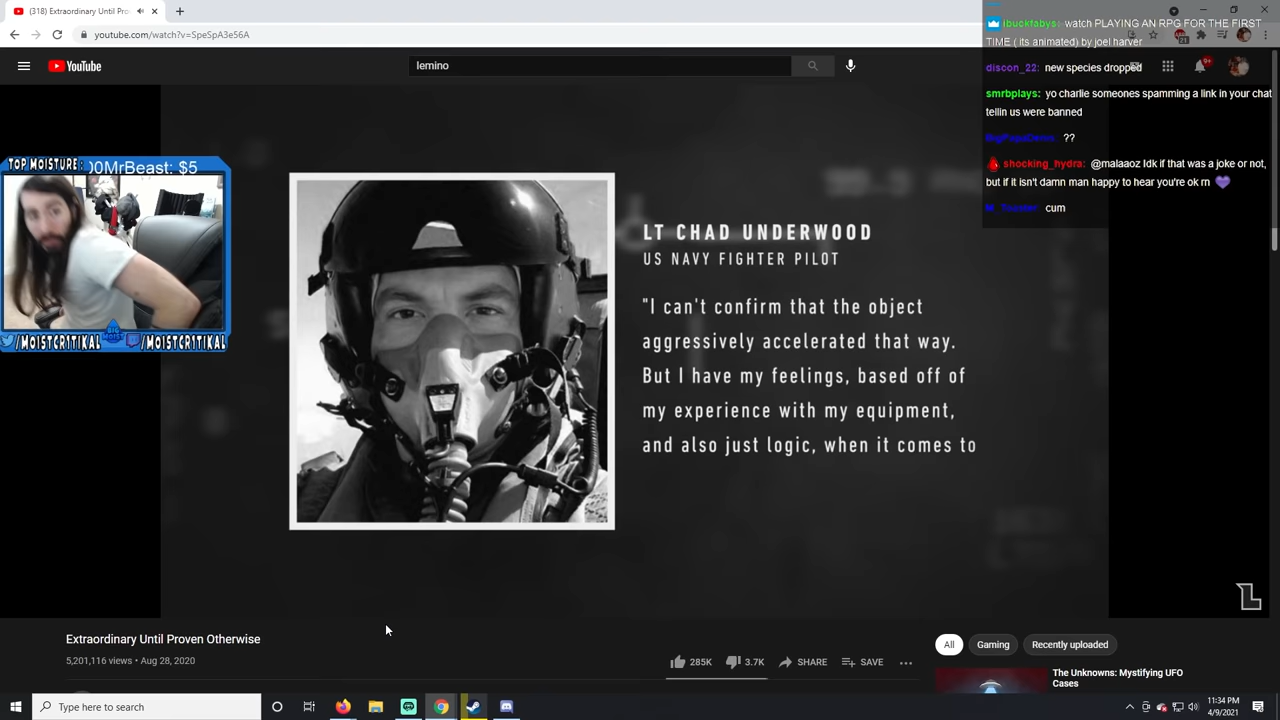 (318) Extraordinary Until Pro
youtube.com/watch?v=SpeSpA3e56A
YouTube
lemino
21
9+
ibuckfabys: watch PLAYING AN RPG FOR THE FIRST
TIME ( its animated) by joel harver
discon_22: new species dropped
smrbplays: yo charlie someones spamming a link in your chat
tellin us were banned
??
shocking_hydra: @malaaoz Idk if that was a joke or not,
but if it isn't damn man happy to hear you're ok rn
cum
TOP MOISTURE:
00MrBeast: $5
BIG
MOIST
/MOISTCR1TIKAL
/MOISTCR1TIKAL
LT CHAD UNDERWOOD
US NAVY FIGHTER PILOT
"I can't confirm that the object
aggressively accelerated that way.
But I have my feelings, based off of
my experience with my equipment,
and also just logic, when it comes to
Extraordinary Until Proven Otherwise
5,201,116 views • Aug 28, 2020
285K
3.7K
SHARE
SAVE
All
Gaming
Recently uploaded
The Unknowns: Mystifying UFO
Cases
Type here to search
11:34 PM
4/9/2021